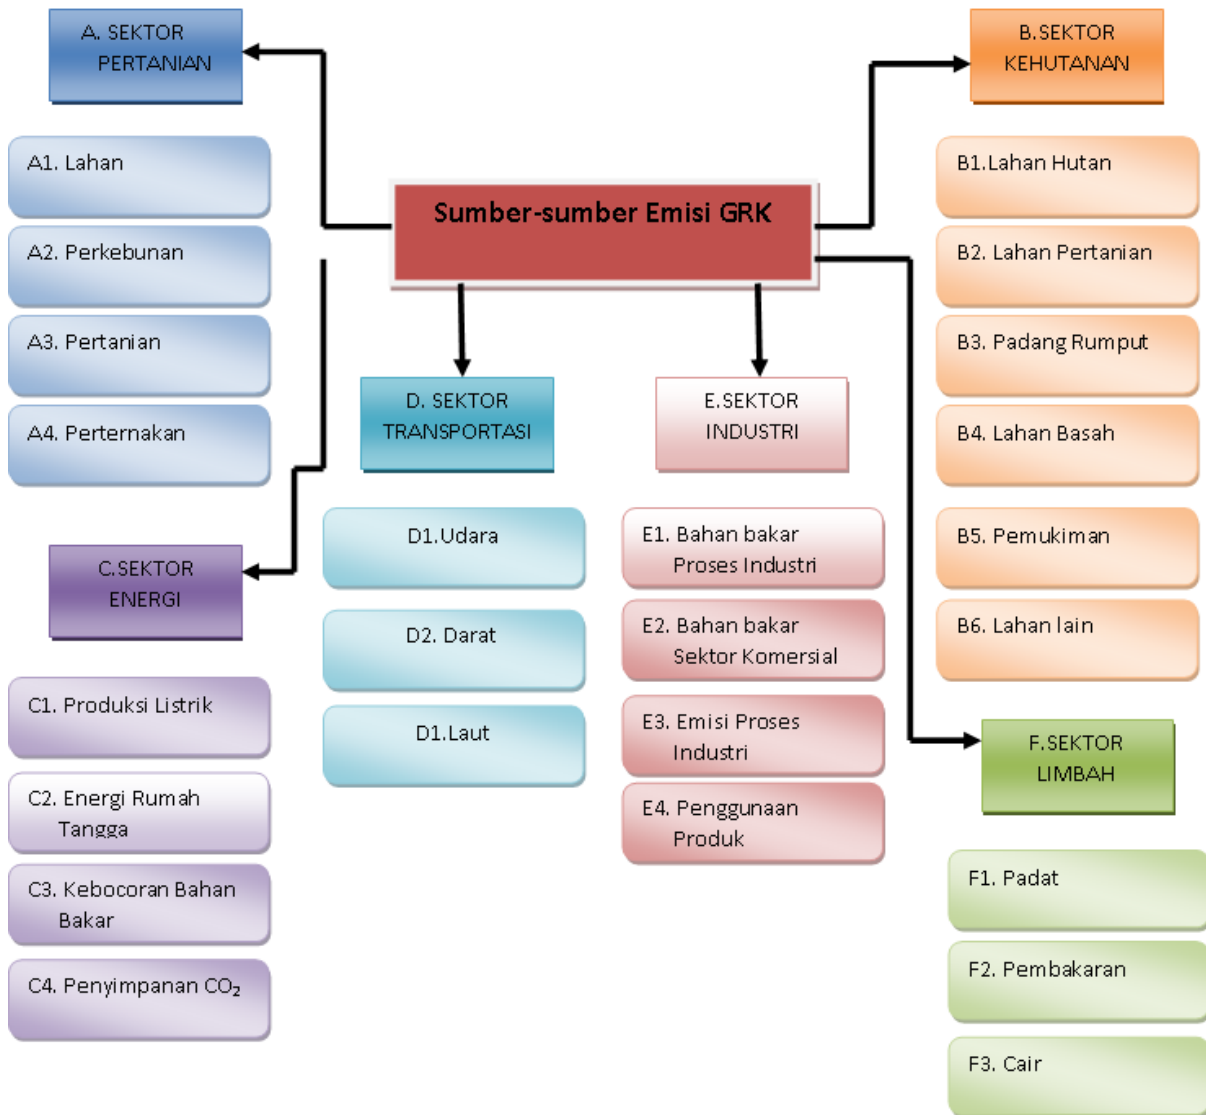 A. SEKTOR
PERTANIAN
A1. Lahan
A2. Perkebunan
A3. Pertanian
A4. Perternakan
Sumber-sumber Emisi GRK
B.SEKTOR
KEHUTANAN
B1.Lahan Hutan
B2. Lahan Pertanian
B3. Padang Rumput
B4. Lahan Basah
B5. Pemukiman
B6. Lahan lain
C.SEKTOR
ENERGI
C1. Produksi Listrik
C2. Energi Rumah
Tangga
C3. Kebocoran Bahan
Bakar
C4. Penyimpanan CO₂
D. SEKTOR
TRANSPORTASI
D1.Udara
D2. Darat
D1.Laut
E.SEKTOR
INDUSTRI
E1. Bahan bakar
Proses Industri
E2. Bahan bakar
Sektor Komersial
E3. Emisi Proses
Industri
E4. Penggunaan
Produk
F.SEKTOR
LIMBAH
F1. Padat
F2. Pembakaran
F3. Cair